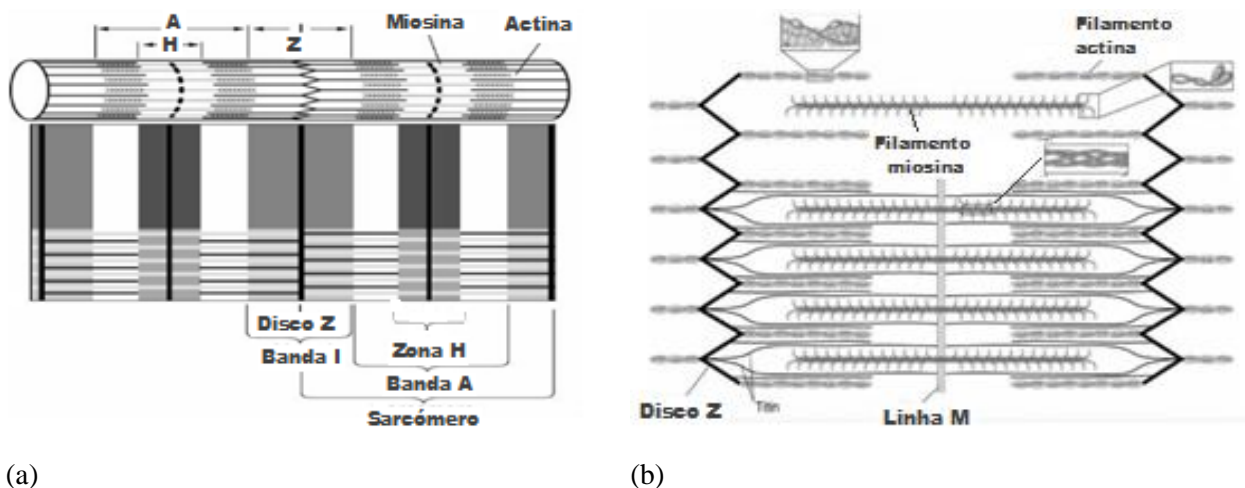 A
I
Miosina
Actina
H
Z
Disco Z
Banda I
Zona H
Banda A
Sarcómero
Filamento
actina
Filamento
miosina
Disco Z
Titin
Linha M
(a)
(b)